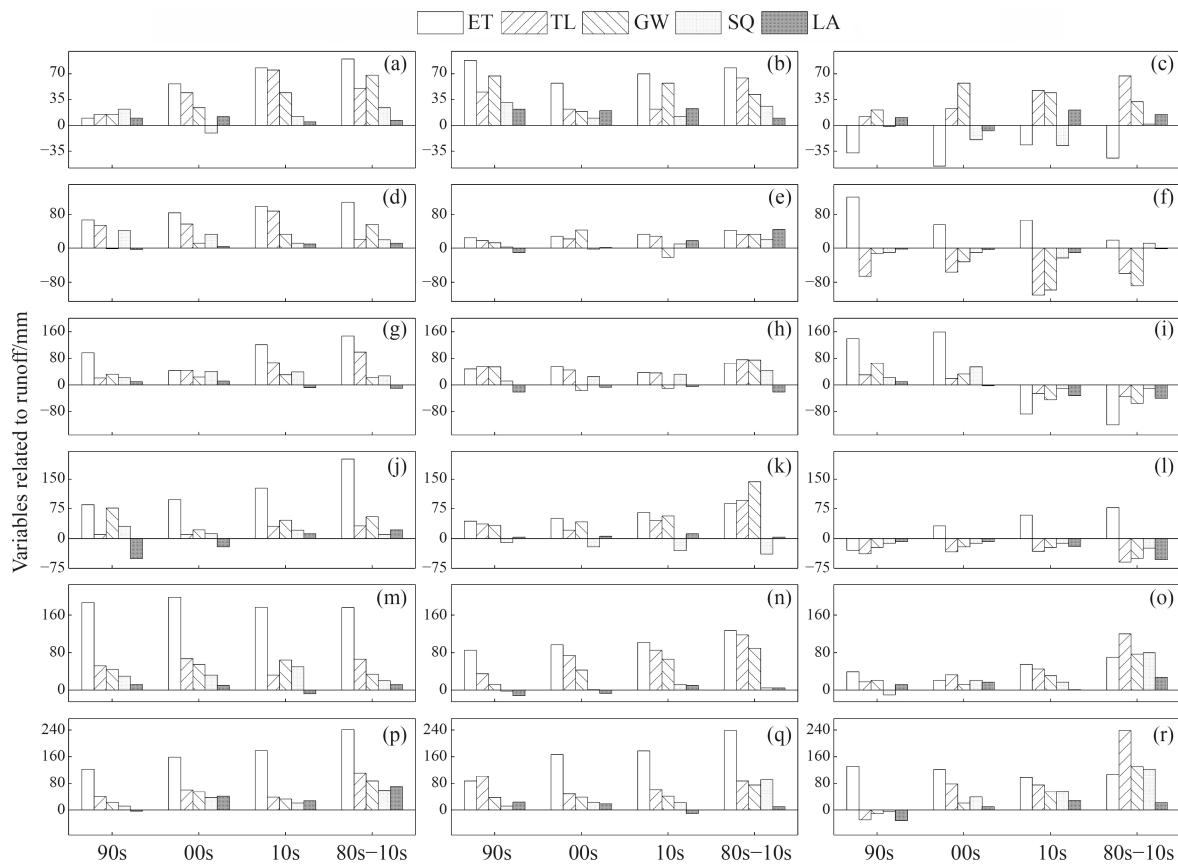 ET TL GW SQ LA
Variables related to runoff/mm
70
35
0
−35
(a) (b) (c)
80
0
−80
(d) (e) (f)
160
80
0
−80
(g) (h) (i)
150
75
0
−75
(j) (k) (l)
160
80
0
(m) (n) (o)
240
160
80
0
(p) (q) (r)
90s 00s 10s 80s−10s 90s 00s 10s 80s−10s 90s 00s 10s 80s−10s